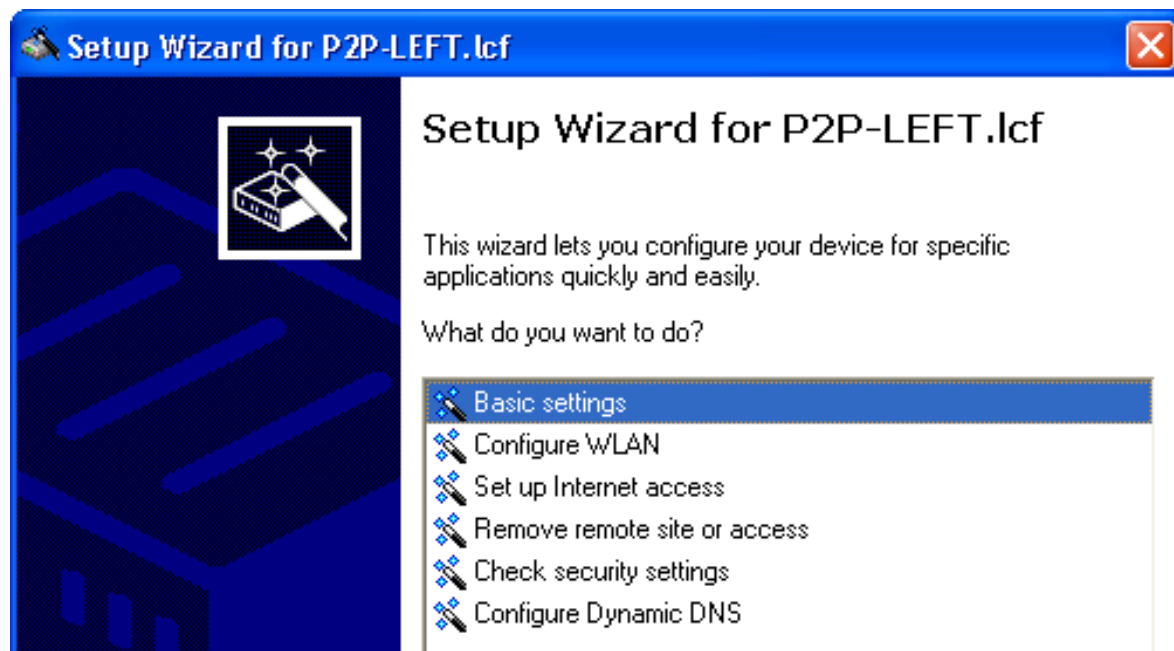 Setup Wizard for P2P-LEFT.lcf
Setup Wizard for P2P-LEFT.lcf
This wizard lets you configure your device for specific
applications quickly and easily.
What do you want to do?
Basic settings
Configure WLAN
Set up Internet access
Remove remote site or access
Check security settings
Configure Dynamic DNS